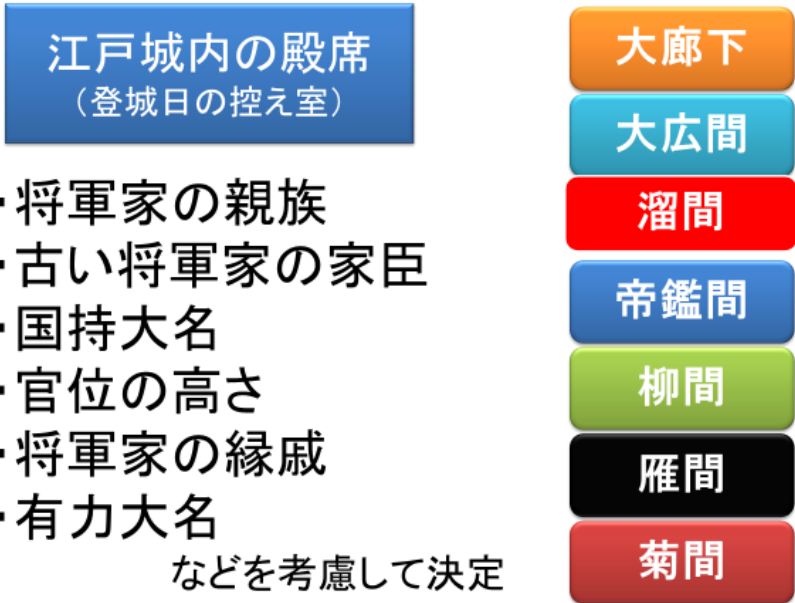 江戸城内の殿席
（登城日の控え室）
・将軍家の親族
・古い将軍家の家臣
・国持大名
・官位の高さ
・将軍家の縁戚
・有力大名
などを考慮して決定
大廊下
大広間
溜間
帝鑑間
柳間
雁間
菊間